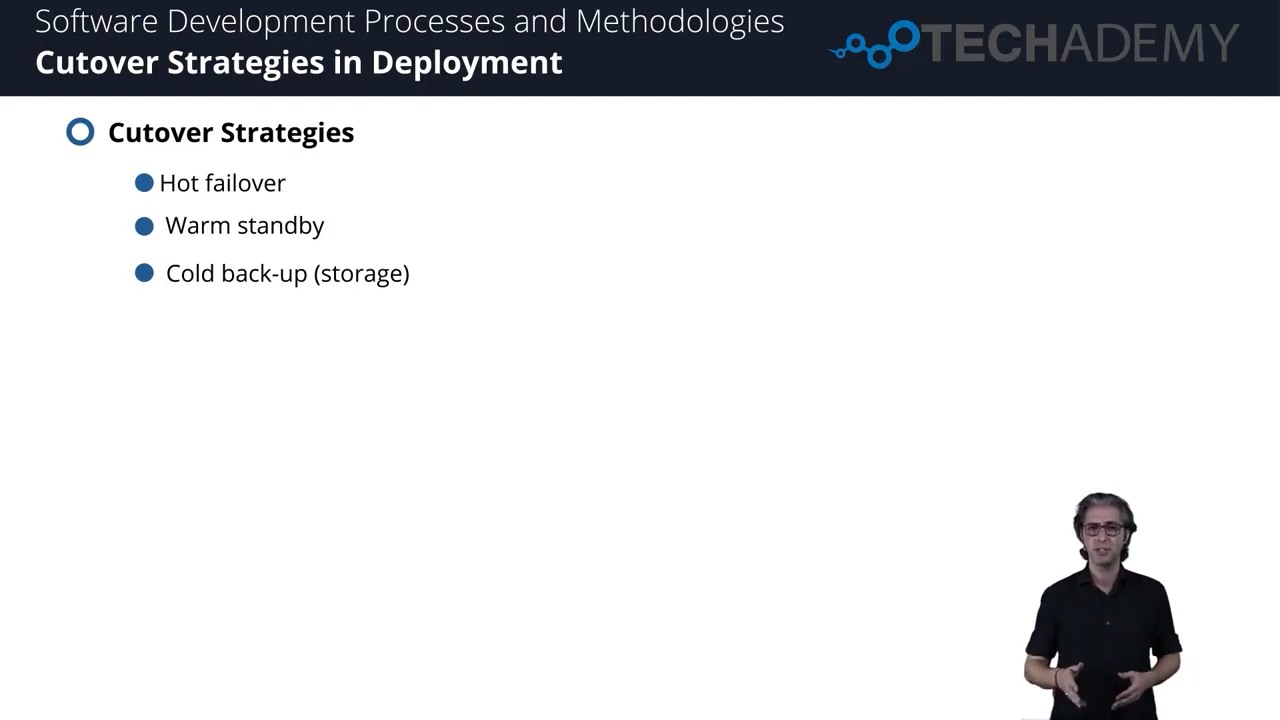 Software Development Processes and Methodologies
Cutover Strategies in Deployment
TECHADEMY
Cutover Strategies
Hot failover
Warm standby
Cold back-up (storage)